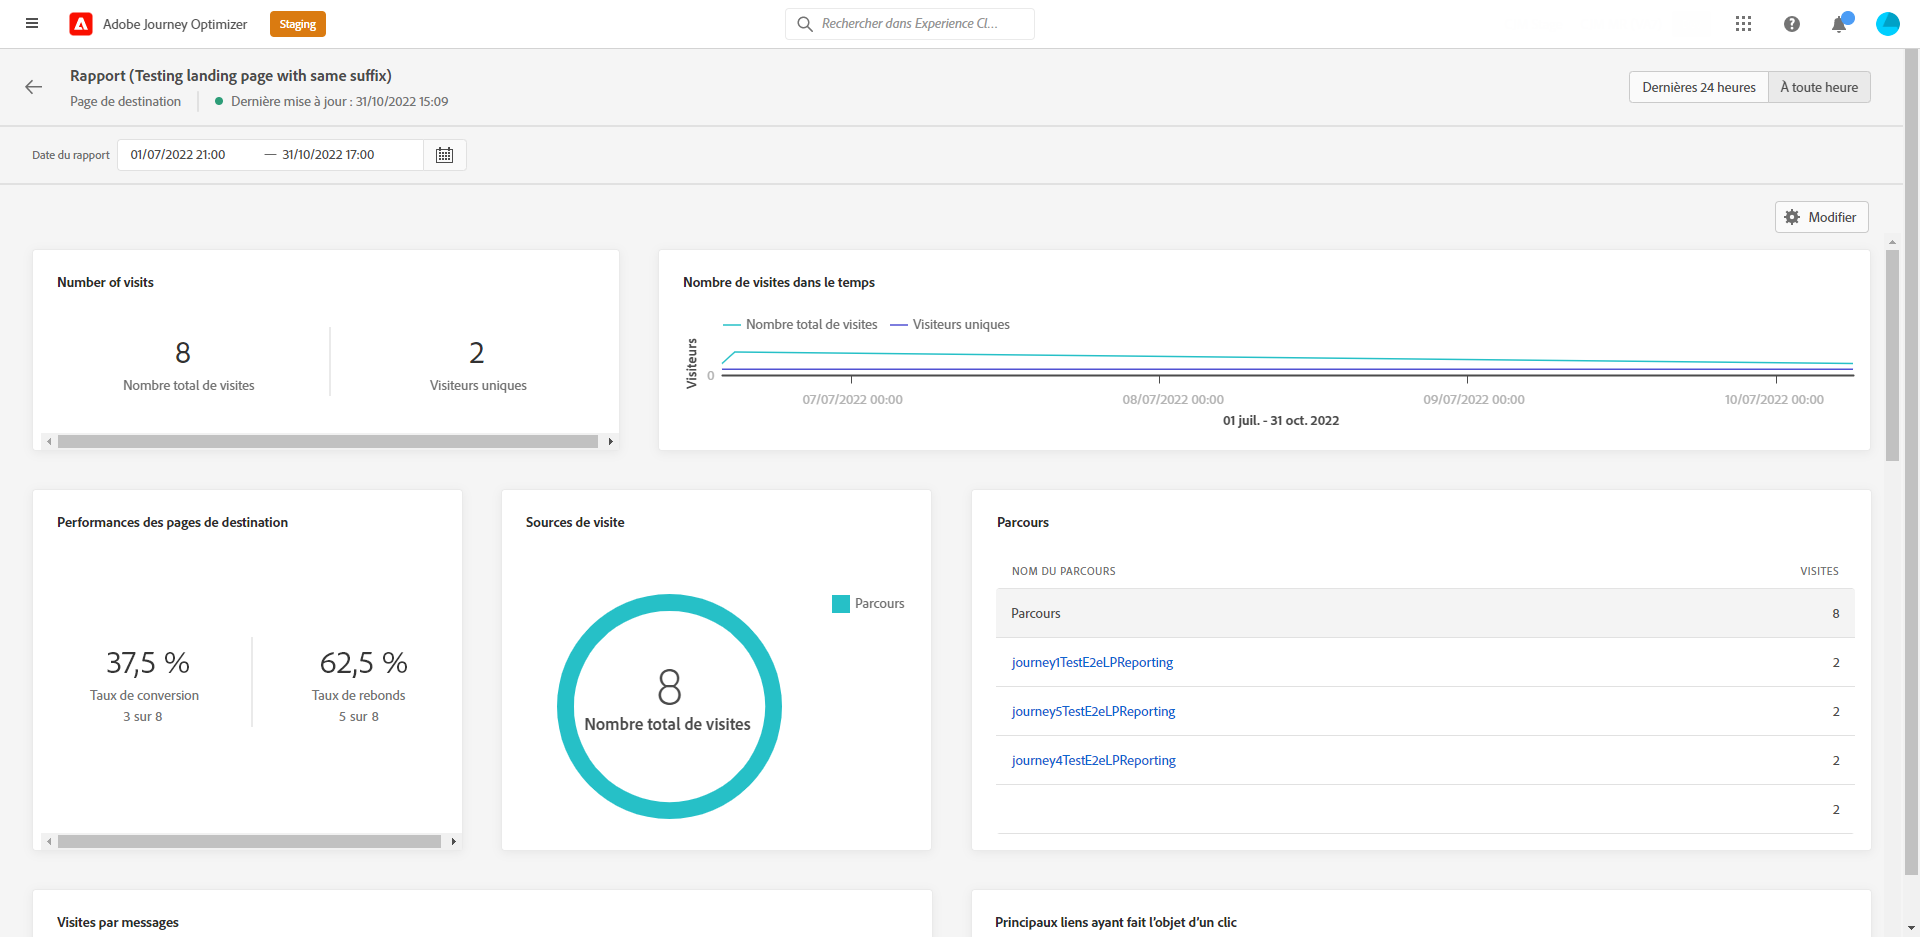 Adobe Journey Optimizer
Staging
Rechercher dans Experience Cl...
Rapport (Testing landing page with same suffix)
Page de destination
Dernière mise à jour : 31/10/2022 15:09
Dernières 24 heures
À toute heure
Date du rapport
01/07/2022 21:00 — 31/10/2022 17:00
Modifier
Number of visits
8
Nombre total de visites
2
Visiteurs uniques
Nombre de visites dans le temps
Nombre total de visites
Visiteurs uniques
Visiteurs
0
07/07/2022 00:00
08/07/2022 00:00
09/07/2022 00:00
10/07/2022 00:00
01 juil. - 31 oct. 2022
Performances des pages de destination
37,5 %
Taux de conversion
3 sur 8
62,5 %
Taux de rebonds
5 sur 8
Sources de visite
Parcours
8
Nombre total de visites
Parcours
NOM DU PARCOURS VISITES
Parcours 8
journey1TestE2eLPReporting 2
journey5TestE2eLPReporting 2
journey4TestE2eLPReporting 2
2
Visites par messages
Principaux liens ayant fait l'objet d'un clic